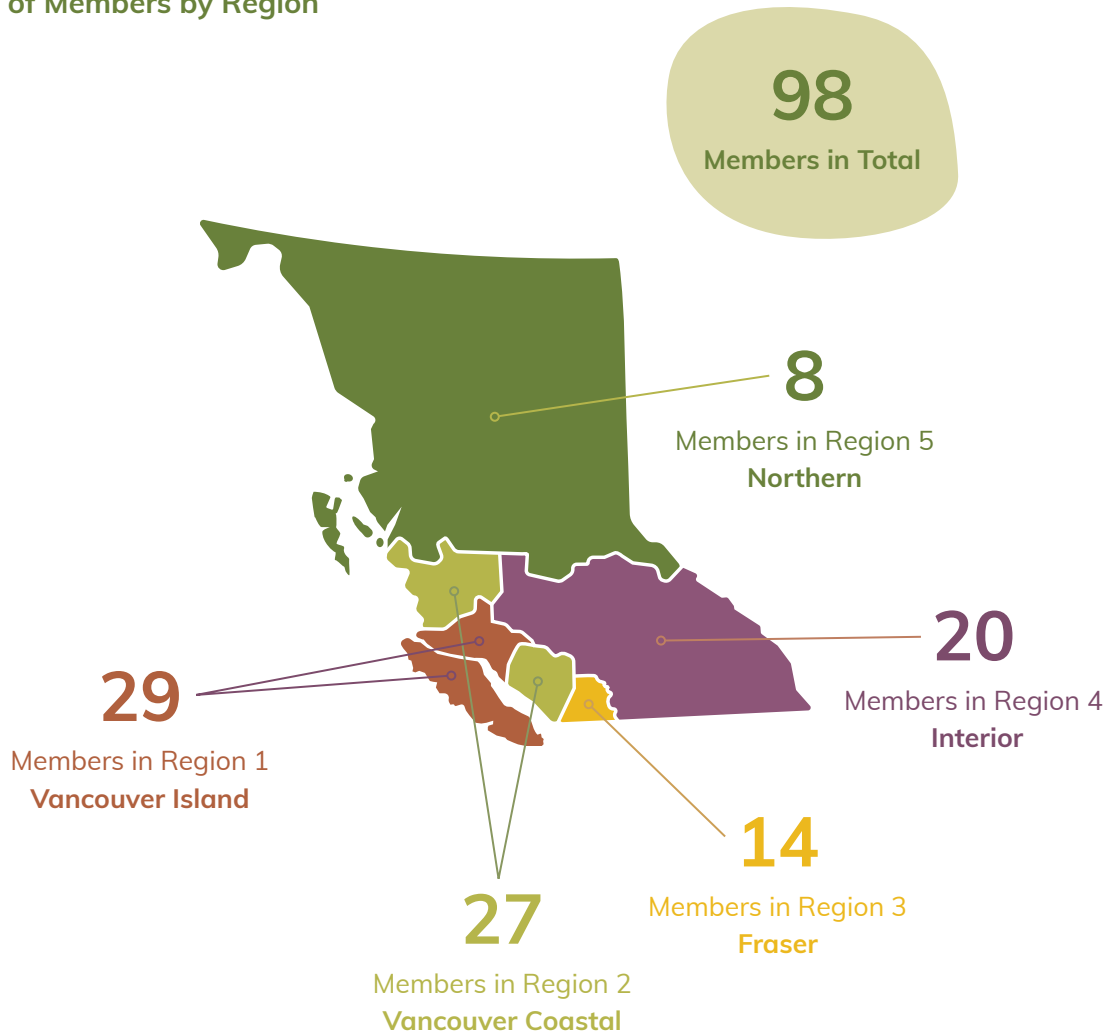 of Members by Region
98
Members in Total
8
Members in Region 5
Northern
20
Members in Region 4
Interior
29
Members in Region 1
Vancouver Island
14
Members in Region 3
Fraser
27
Members in Region 2
Vancouver Coastal